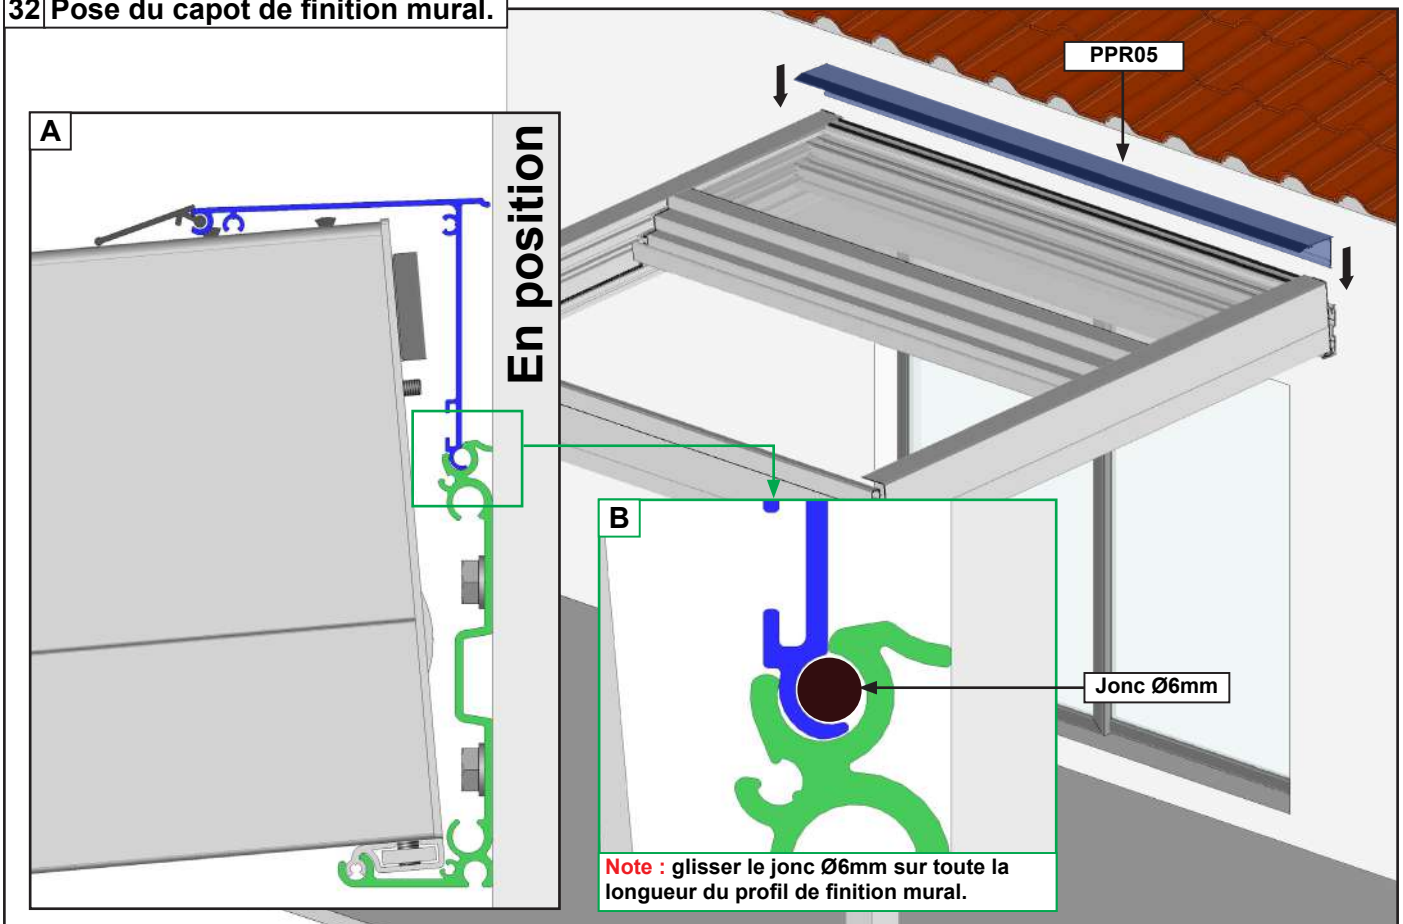 32 Pose du capot de finition mural.
PPR05
A
En position
B
Jonc Ø6mm
Note : glisser le jonc Ø6mm sur toute la
longueur du profil de finition mural.